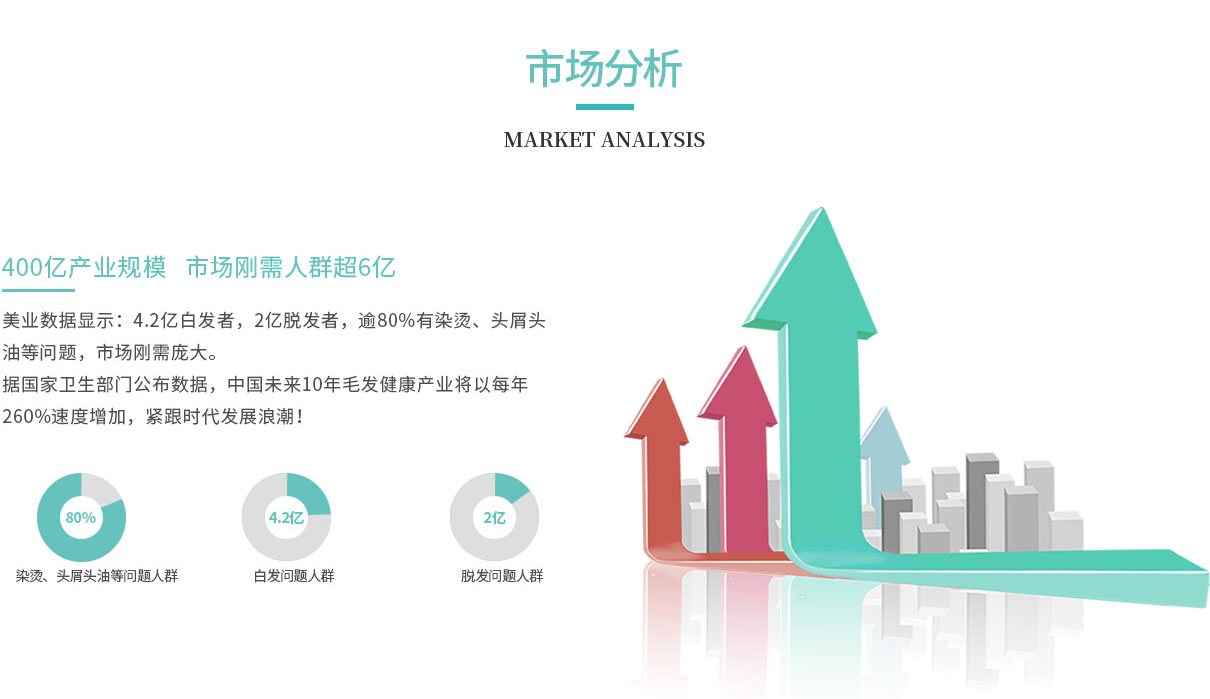 市场分析
MARKET ANALYSIS
400亿产业规模 市场刚需人群超6亿
美业数据显示：4.2亿白发者，2亿脱发者，逾80%有染烫、头屑头
油等问题，市场刚需庞大。
据国家卫生部门公布数据，中国未来10年毛发健康产业将以每年
260%速度增加，紧跟时代发展浪潮！
80%
4.2亿
2亿
染烫、头屑头油等问题人群
白发问题人群
脱发问题人群